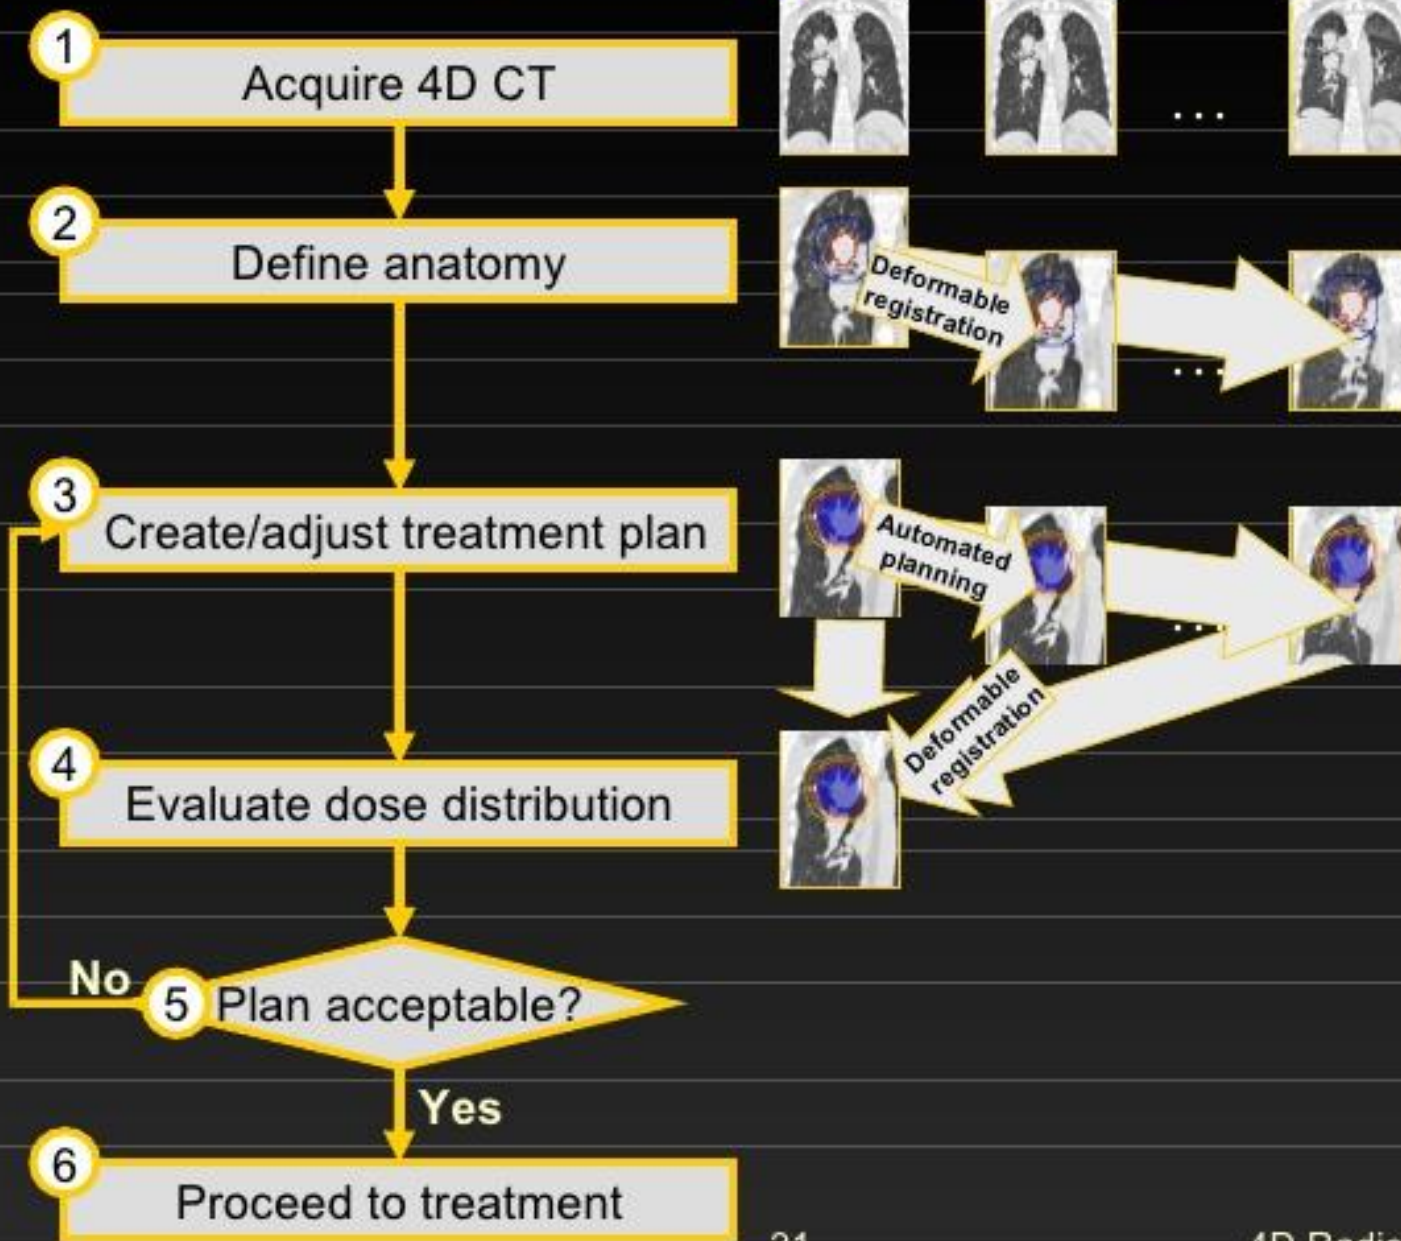 1
Acquire 4D CT
...
2
Define anatomy
Deformable
registration
...
3
Create/adjust treatment plan
Automated
planning
...
Deformable
registration
4
Evaluate dose distribution
No
5
Plan acceptable?
Yes
6
Proceed to treatment